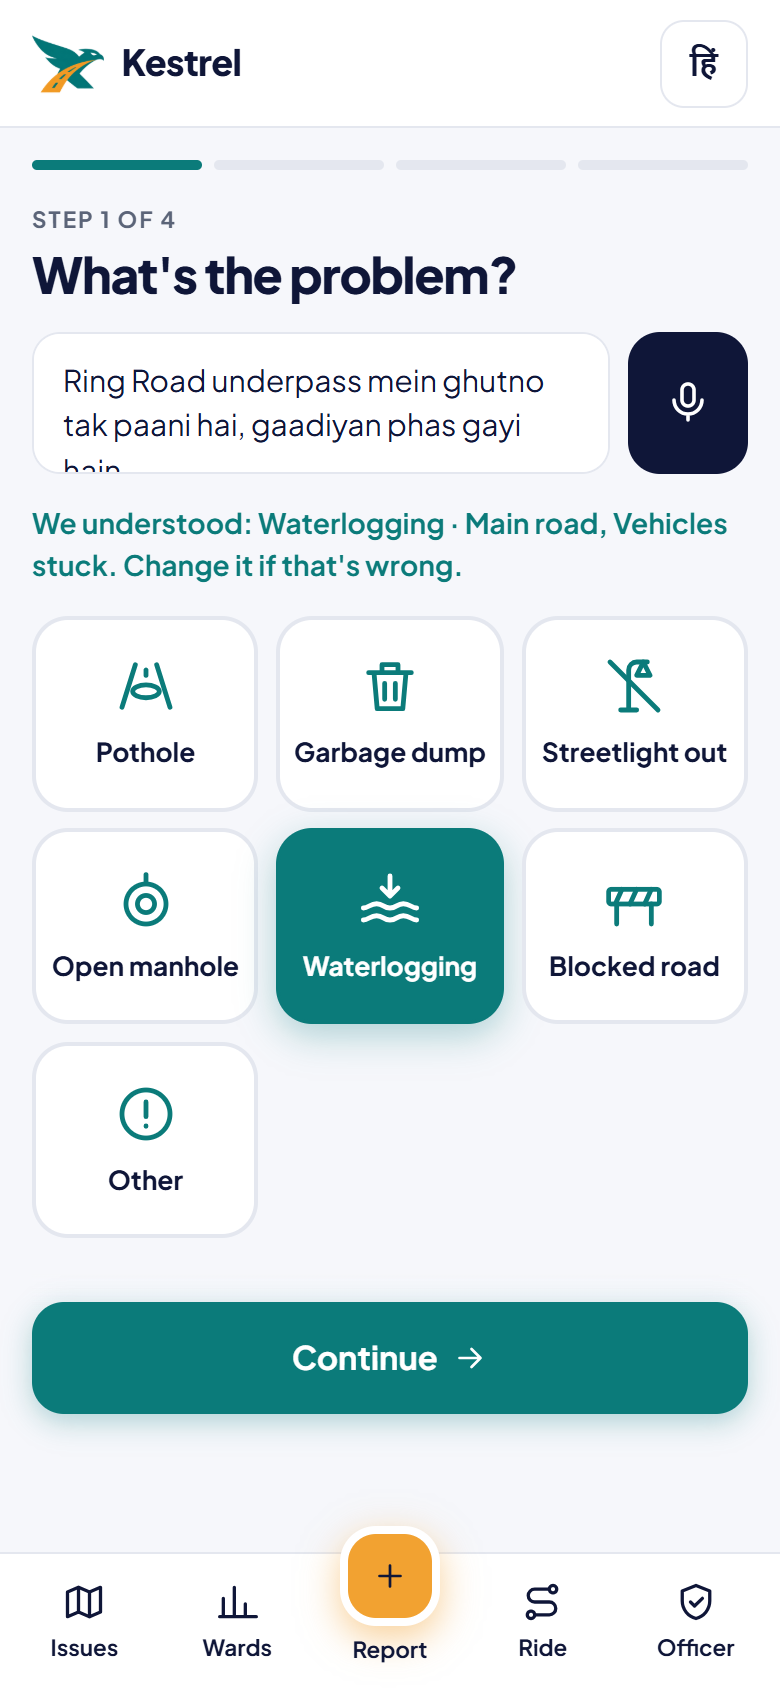 Kestrel
हिं
STEP 1 OF 4
What's the problem?
Ring Road underpass mein ghutno
tak paani hai, gaadiyan phas gayi
hain
We understood: Waterlogging · Main road, Vehicles
stuck. Change it if that's wrong.
Pothole
Garbage dump
Streetlight out
Open manhole
Waterlogging
Blocked road
Other
Continue →
Issues
Wards
Report
Ride
Officer